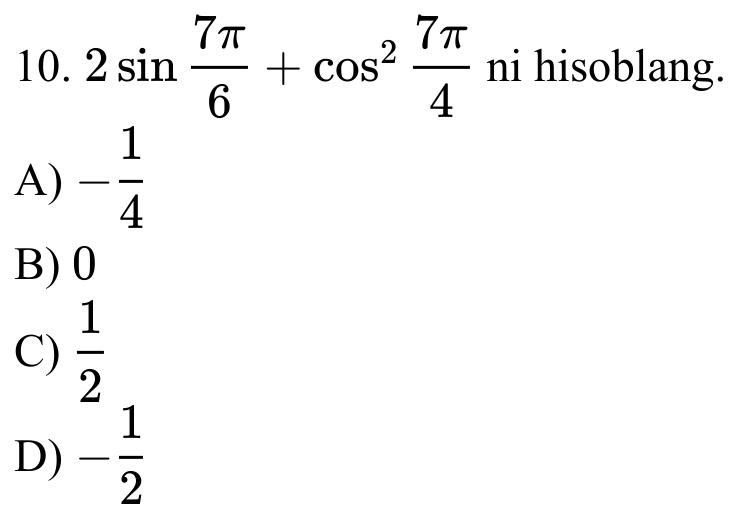 10. 2 sin 7π/6 + cos² 7π/4 ni hisoblang.
A) −1/4
B) 0
C) 1/2
D) −1/2